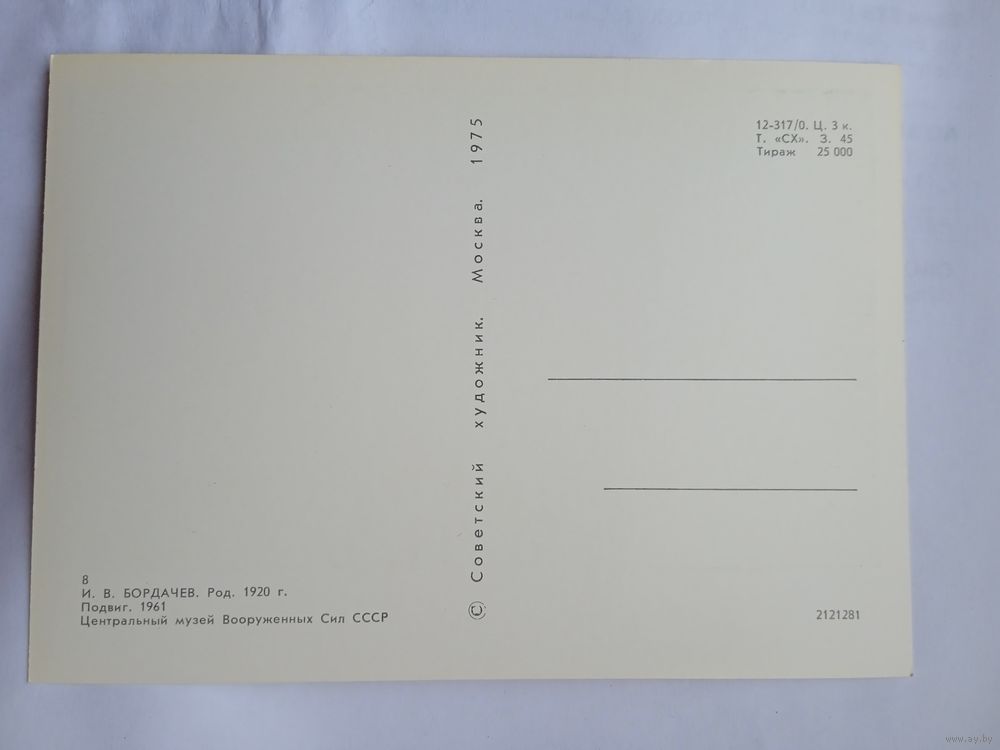 12-317/0. Ц. 3 к.
Т. «СХ». З. 45
Тираж 25 000
© Советский художник. Москва. 1975
8
И. В. БОРДАЧЕВ. Род. 1920 г.
Подвиг. 1961
Центральный музей Вооруженных Сил СССР
2121281
www.ay.by